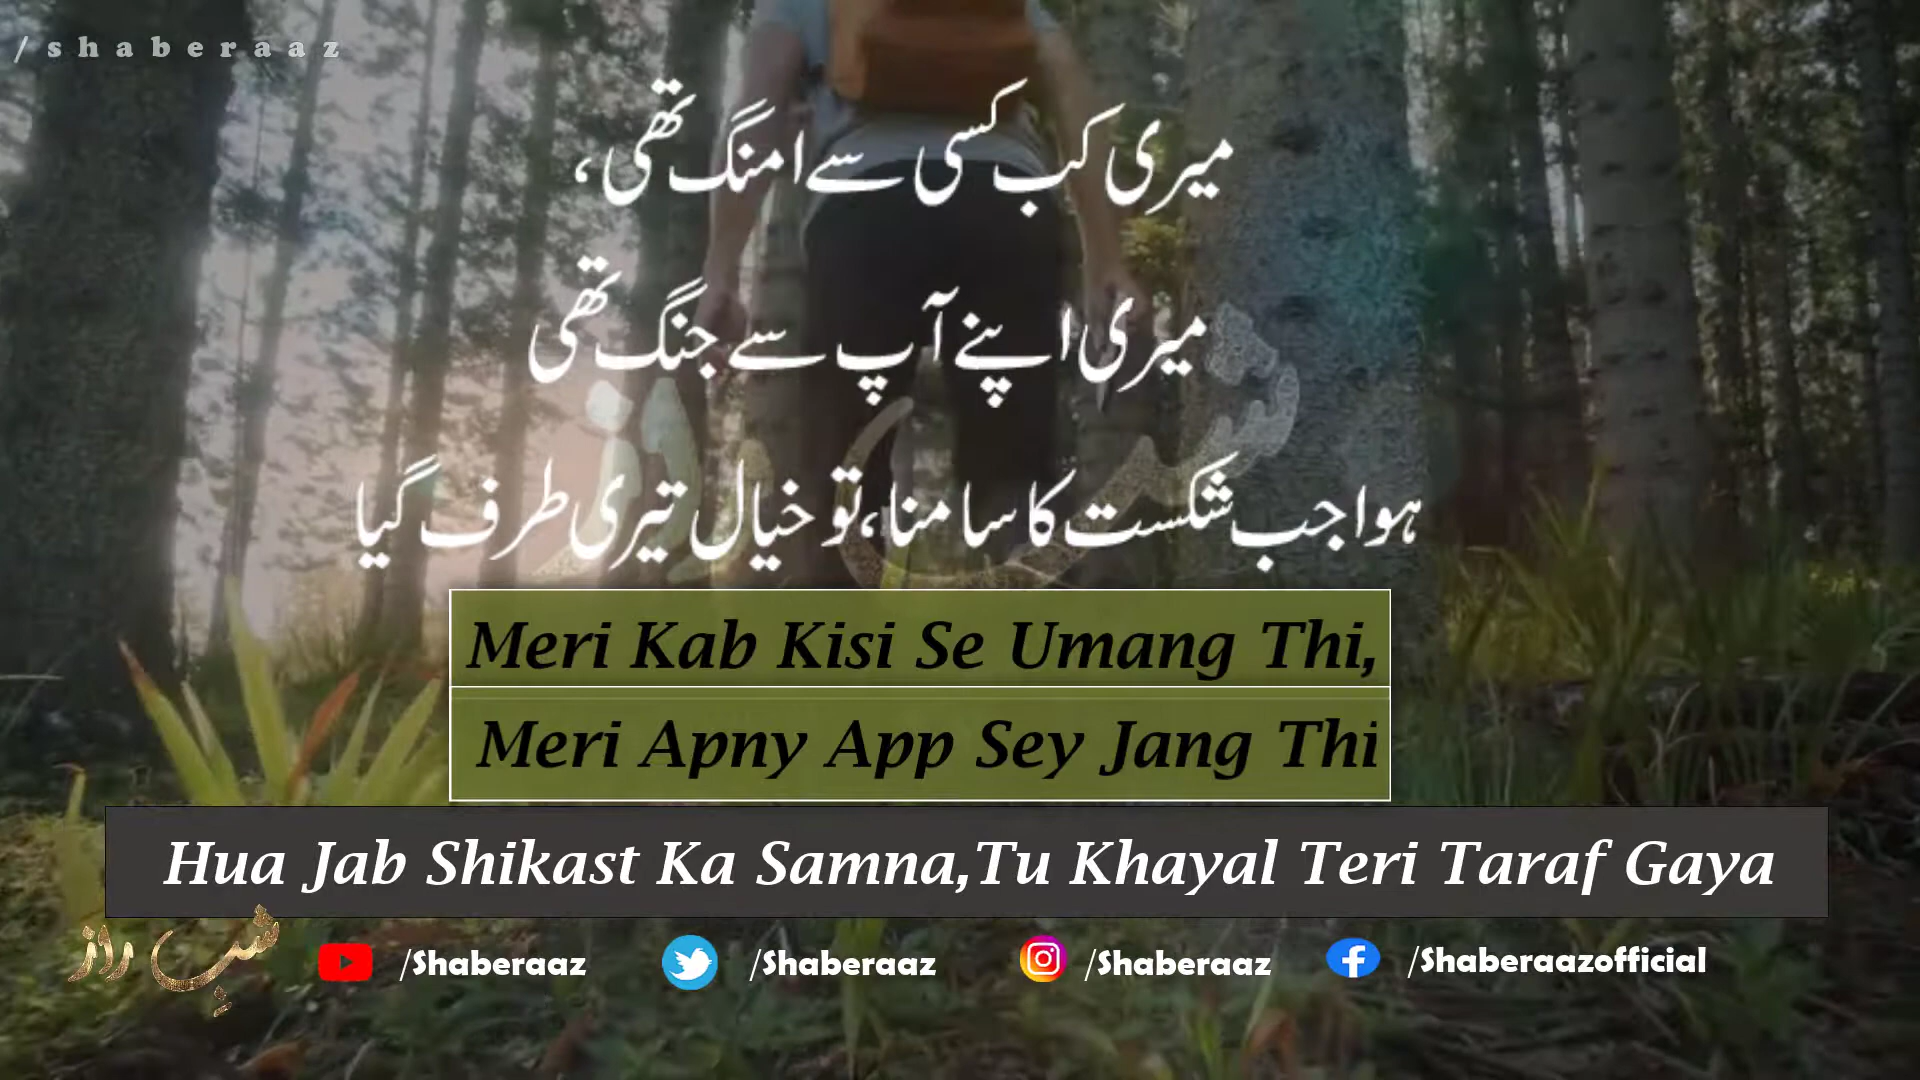 /shaberaaz
میری کب کسی سے امنگ تھی،
میری اپنے آپ سے جنگ تھی
ہوا جب شکست کا سامنا، تو خیال تیری طرف گیا
شب راز
Meri Kab Kisi Se Umang Thi,
Meri Apny App Sey Jang Thi
Hua Jab Shikast Ka Samna,Tu Khayal Teri Taraf Gaya
شبِ راز
/Shaberaaz /Shaberaaz /Shaberaaz /Shaberaazofficial